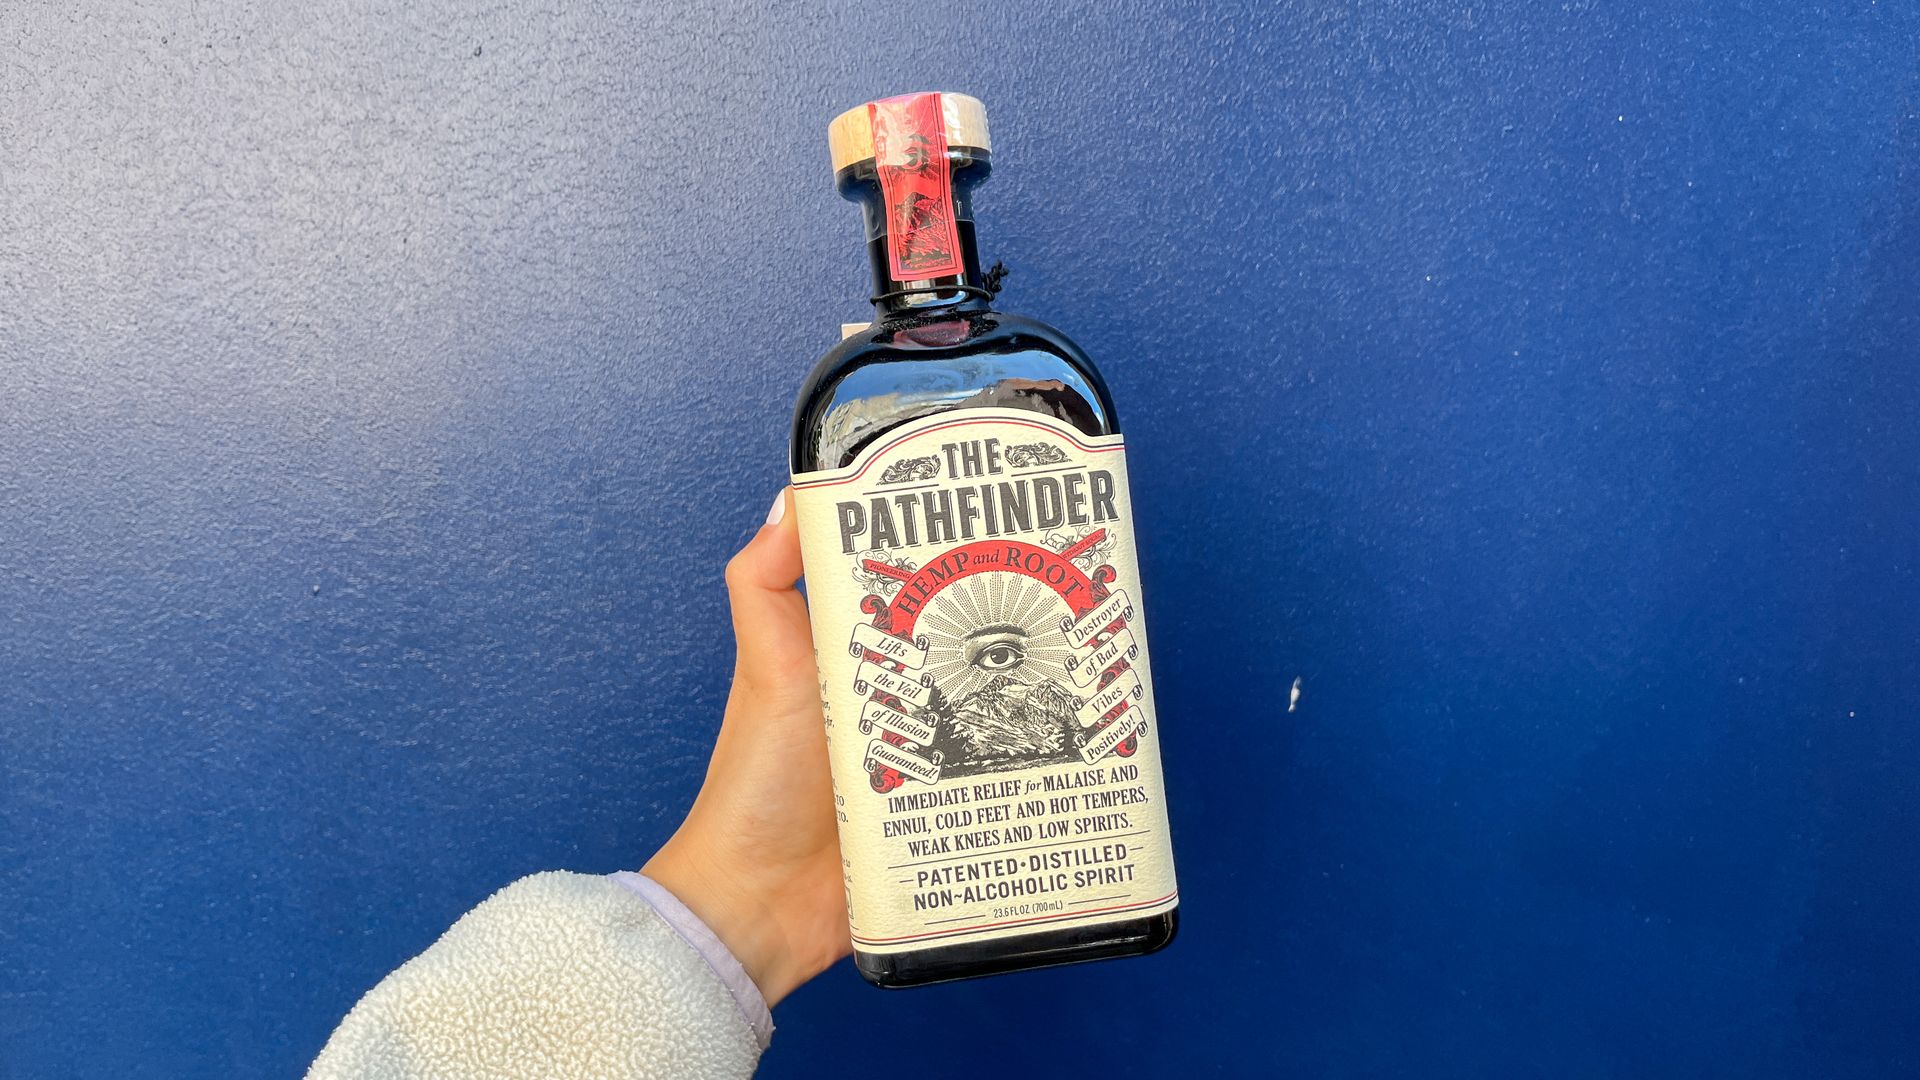 THE
PATHFINDER
PIONEERING
HEMP and ROOT
Lifts
the Veil
of Illusion
Guaranteed!
Destroyer
of Bad
Vibes
Positively!
IMMEDIATE RELIEF for MALAISE AND
ENNUI, COLD FEET AND HOT TEMPERS,
WEAK KNEES AND LOW SPIRITS.
PATENTED•DISTILLED
NON~ALCOHOLIC SPIRIT
23.6 FL OZ (700mL)